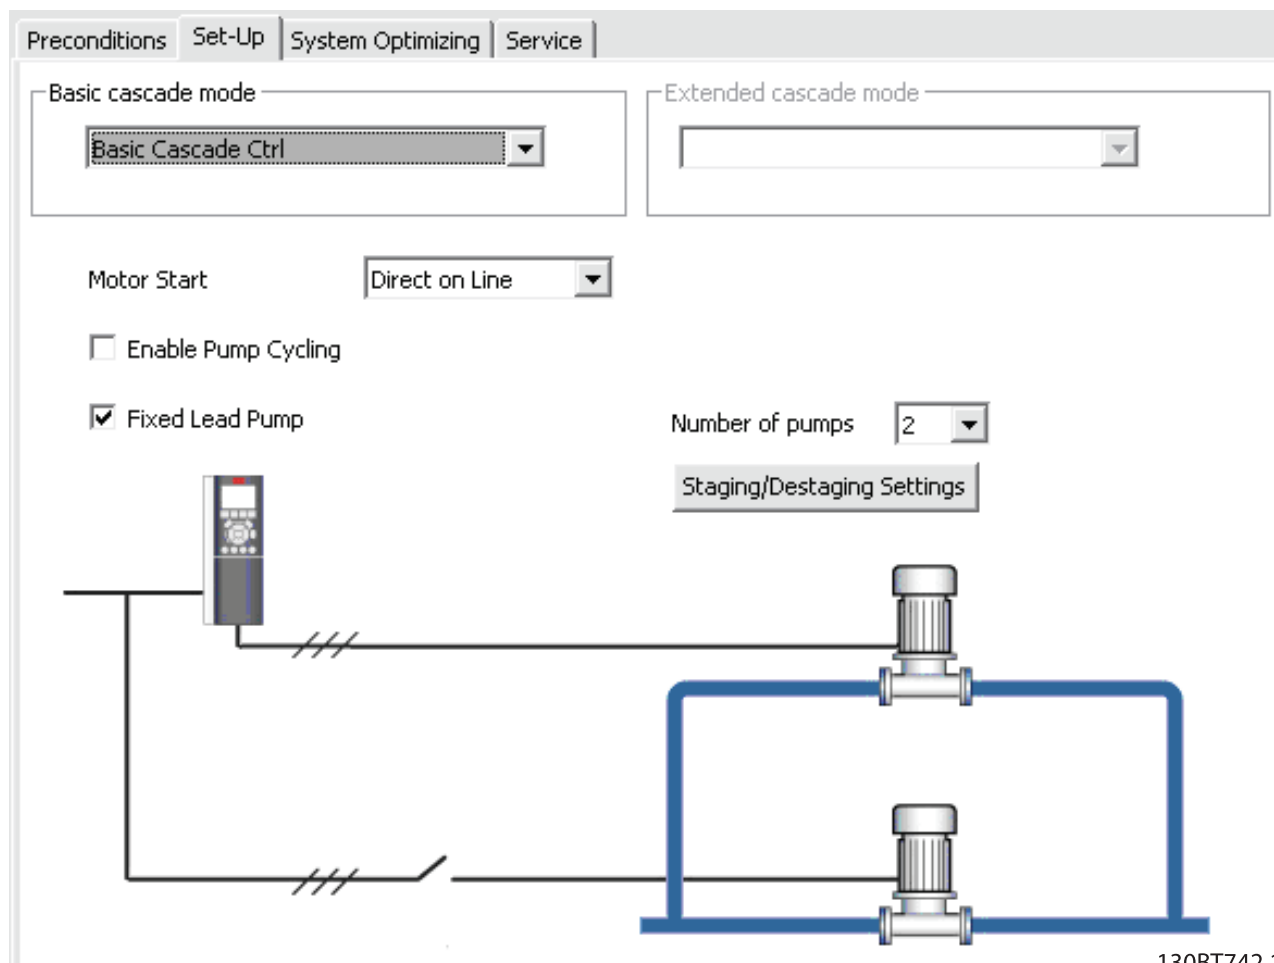 Preconditions Set-Up System Optimizing Service
Basic cascade mode
Basic Cascade Ctrl
Extended cascade mode
Motor Start Direct on Line
Enable Pump Cycling
Fixed Lead Pump
Number of pumps 2
Staging/Destaging Settings